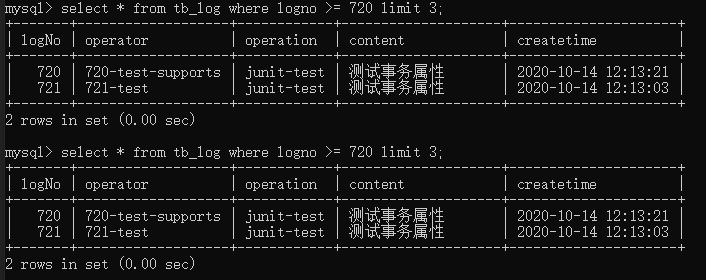 mysql> select * from tb_log where logno >= 720 limit 3;
+-------+-------------------+------------+--------------+---------------------+
| logNo | operator | operation | content | createtime |
+-------+-------------------+------------+--------------+---------------------+
| 720 | 720-test-supports | junit-test | 测试事务属性 | 2020-10-14 12:13:21 |
| 721 | 721-test | junit-test | 测试事务属性 | 2020-10-14 12:13:03 |
+-------+-------------------+------------+--------------+---------------------+
2 rows in set (0.00 sec)
mysql> select * from tb_log where logno >= 720 limit 3;
+-------+-------------------+------------+--------------+---------------------+
| logNo | operator | operation | content | createtime |
+-------+-------------------+------------+--------------+---------------------+
| 720 | 720-test-supports | junit-test | 测试事务属性 | 2020-10-14 12:13:21 |
| 721 | 721-test | junit-test | 测试事务属性 | 2020-10-14 12:13:03 |
+-------+-------------------+------------+--------------+---------------------+
2 rows in set (0.00 sec)